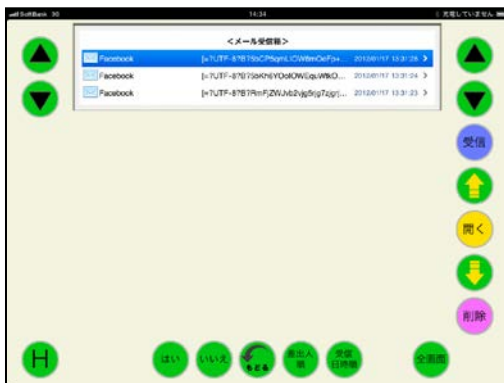 SoftBank 3G 14:34 充電していません
<メール受信箱>
Facebook 2012/01/17 13:31:28
Facebook 2012/01/17 13:31:24
Facebook 2012/01/17 13:31:23
受信
開く
削除
H はい いいえ もどる 差出人順 受信日時順 全画面